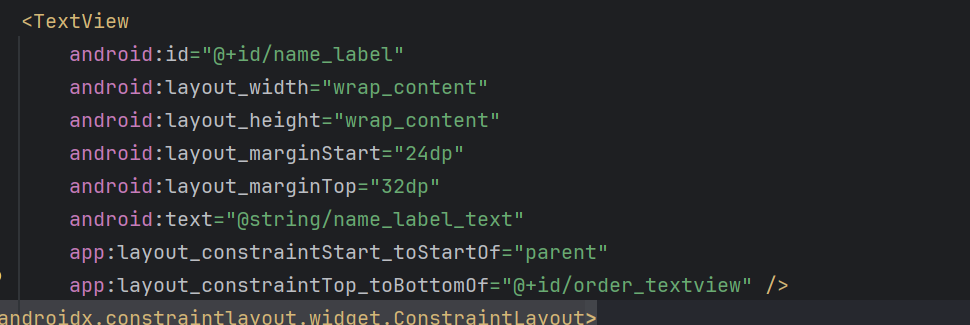 <TextView
android:id="@+id/name_label"
android:layout_width="wrap_content"
android:layout_height="wrap_content"
android:layout_marginStart="24dp"
android:layout_marginTop="32dp"
android:text="@string/name_label_text"
app:layout_constraintStart_toStartOf="parent"
app:layout_constraintTop_toBottomOf="@+id/order_textview" />
androidx.constraintlayout.widget.ConstraintLayout>